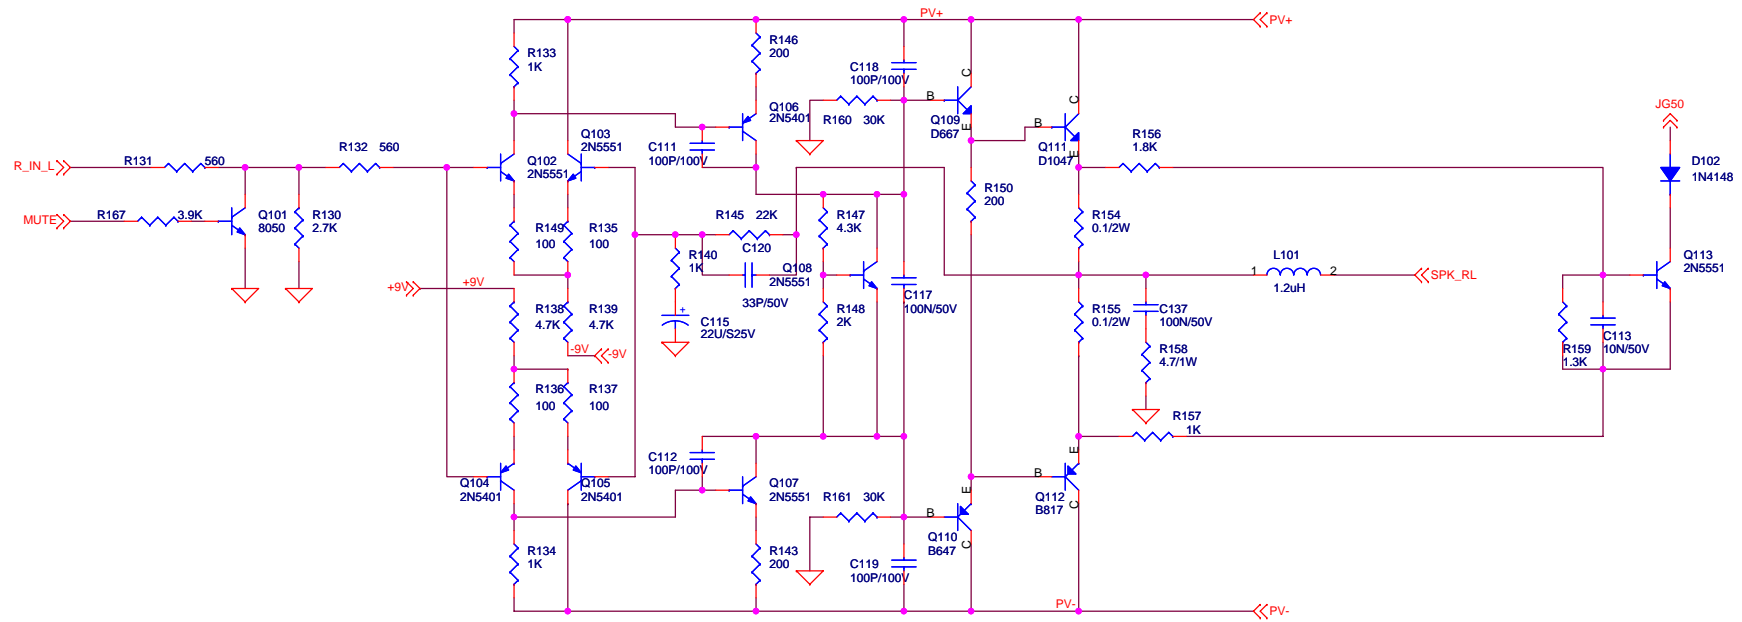 PV+
PV+
R133
1K
R146
200
C118
100P/100V
C
B
Q109
D667
E
R160 30K
Q106
2N5401
C111
100P/100V
Q103
2N5551
Q102
2N5551
C
B
Q111
D1047
E
R156
1.8K
JG50
D102
1N4148
R_IN_L
R131
560
R132 560
MUTE
R167
3.9K
Q101
8050
R130
2.7K
R149
100
R135
100
R145 22K
R140
1K
C120
33P/50V
Q108
2N5551
R147
4.3K
R150
200
R154
0.1/2W
L101
1
2
1.2uH
SPK_RL
Q113
2N5551
+9V
+9V
R138
4.7K
R139
4.7K
-9V
-9V
+
C115
22U/S25V
R148
2K
C117
100N/50V
R155
0.1/2W
C137
100N/50V
R158
4.7/1W
R159
1.3K
C113
10N/50V
R136
100
R137
100
R157
1K
Q104
2N5401
Q105
2N5401
C112
100P/100V
Q107
2N5551
R161 30K
B
E
Q110
B647
C
B
E
Q112
B817
C
R134
1K
R143
200
C119
100P/100V
PV-
PV-